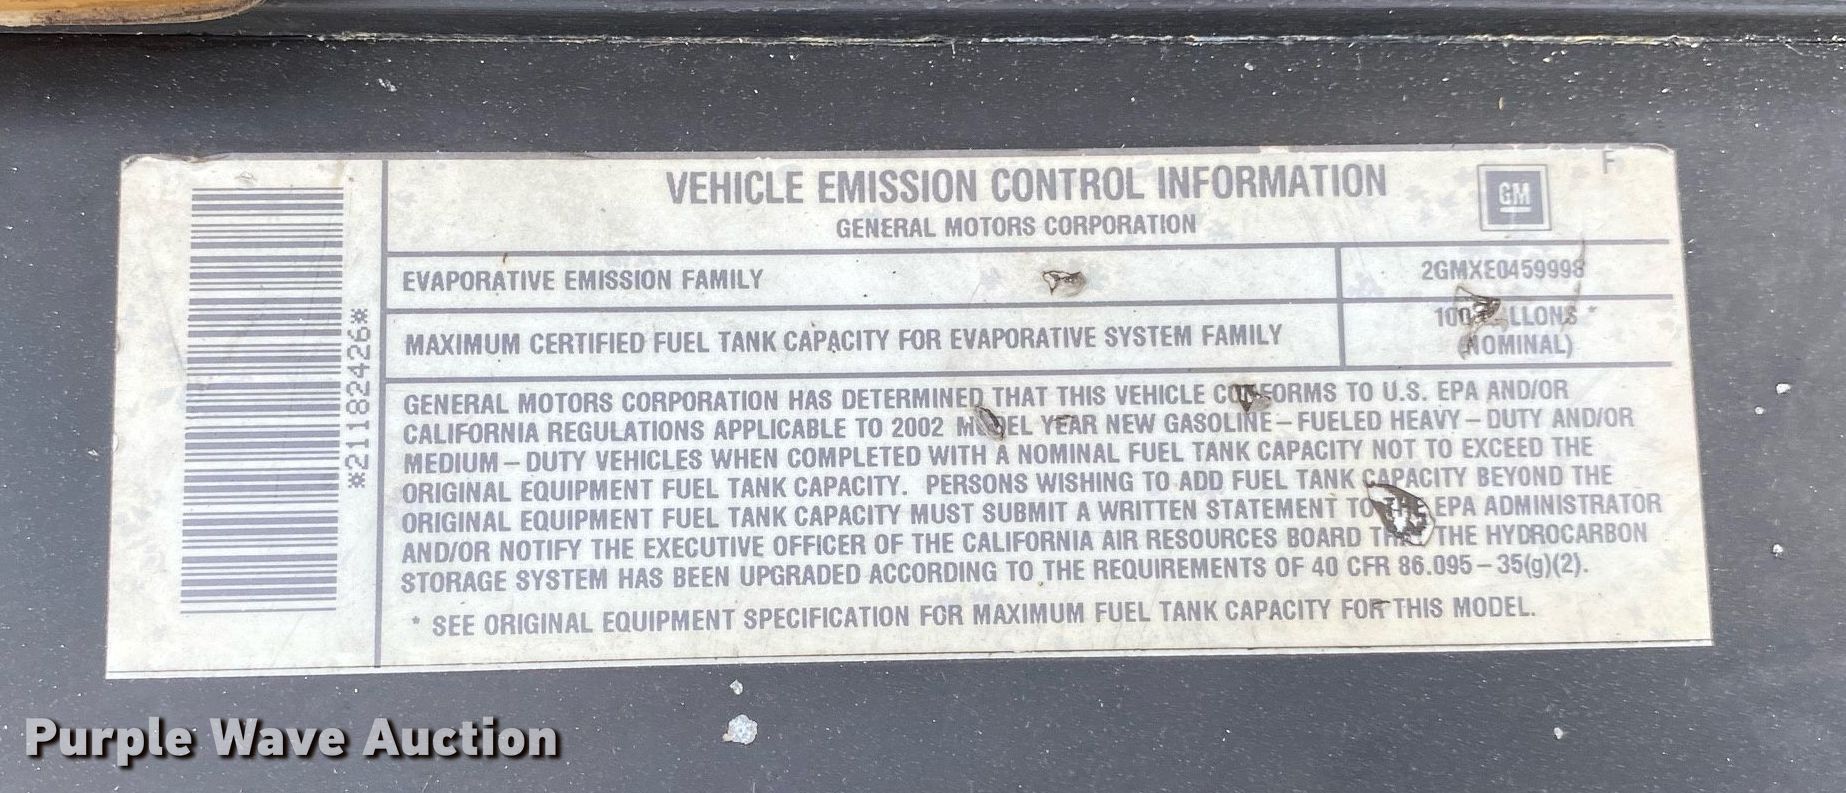 VEHICLE EMISSION CONTROL INFORMATION
GENERAL MOTORS CORPORATION
GM
F
*21182426*
EVAPORATIVE EMISSION FAMILY 2GMXE0459998
MAXIMUM CERTIFIED FUEL TANK CAPACITY FOR EVAPORATIVE SYSTEM FAMILY
100 GALLONS *
(NOMINAL)
GENERAL MOTORS CORPORATION HAS DETERMINED THAT THIS VEHICLE CONFORMS TO U.S. EPA AND/OR
CALIFORNIA REGULATIONS APPLICABLE TO 2002 MODEL YEAR NEW GASOLINE – FUELED HEAVY – DUTY AND/OR
MEDIUM – DUTY VEHICLES WHEN COMPLETED WITH A NOMINAL FUEL TANK CAPACITY NOT TO EXCEED THE
ORIGINAL EQUIPMENT FUEL TANK CAPACITY. PERSONS WISHING TO ADD FUEL TANK CAPACITY BEYOND THE
ORIGINAL EQUIPMENT FUEL TANK CAPACITY MUST SUBMIT A WRITTEN STATEMENT TO THE EPA ADMINISTRATOR
AND/OR NOTIFY THE EXECUTIVE OFFICER OF THE CALIFORNIA AIR RESOURCES BOARD THAT THE HYDROCARBON
STORAGE SYSTEM HAS BEEN UPGRADED ACCORDING TO THE REQUIREMENTS OF 40 CFR 86.095 – 35(g)(2).
* SEE ORIGINAL EQUIPMENT SPECIFICATION FOR MAXIMUM FUEL TANK CAPACITY FOR THIS MODEL.
Purple Wave Auction